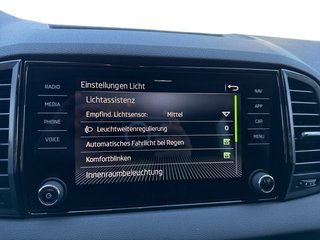 Einstellungen Licht
RADIO
MEDIA
PHONE
VOICE
Lichtassistenz
Empfind. Lichtsensor: Mittel
Leuchtweitenregulierung 0
Automatisches Fahrlicht bei Regen
Komfortblinken
Innenraumbeleuchtung
NAV
APP
CAR
MENU